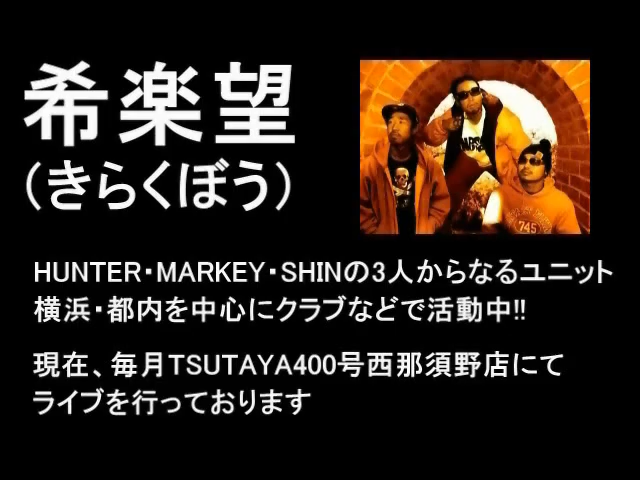 希楽望
(きらくぼう)
745
HUNTER・MARKEY・SHINの3人からなるユニット
横浜・都内を中心にクラブなどで活動中!!
現在、毎月TSUTAYA400号西那須野店にて
ライブを行っております